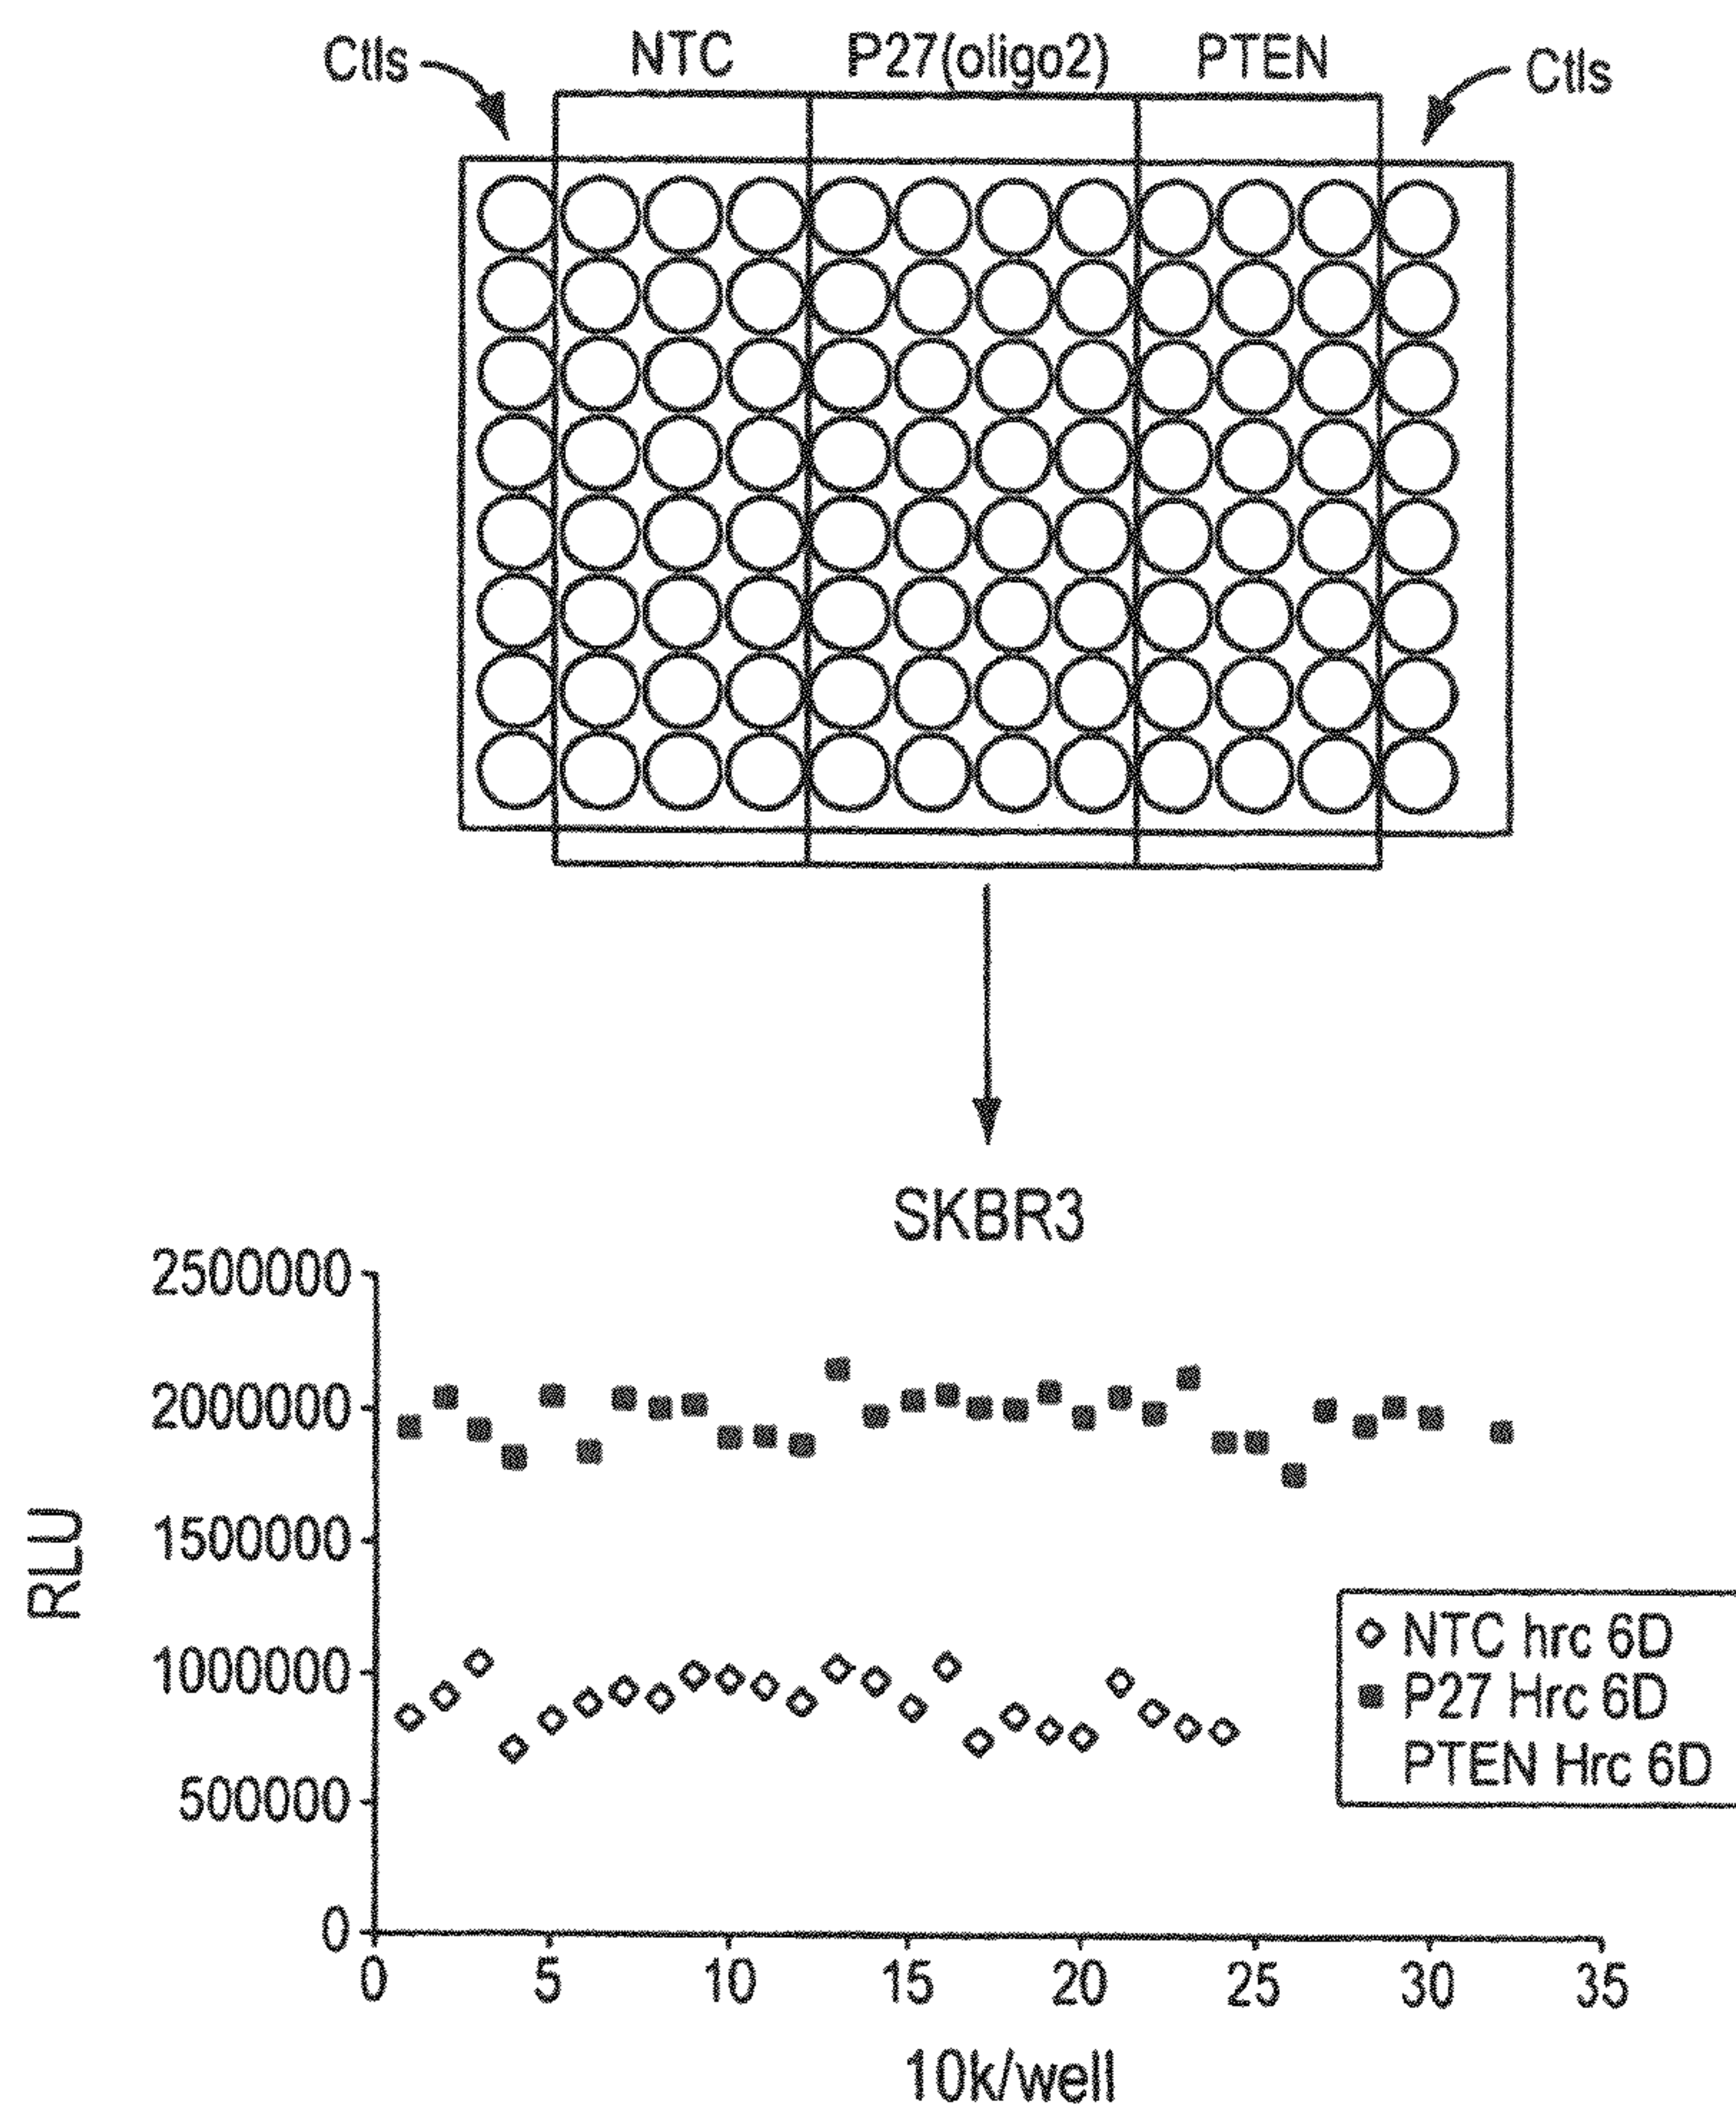 Ctls NTC P27(oligo2) PTEN Ctls
SKBR3
2500000
2000000
1500000
1000000
500000
0
RLU
0 5 10 15 20 25 30 35
10k/well
NTC hrc 6D
P27 Hrc 6D
PTEN Hrc 6D